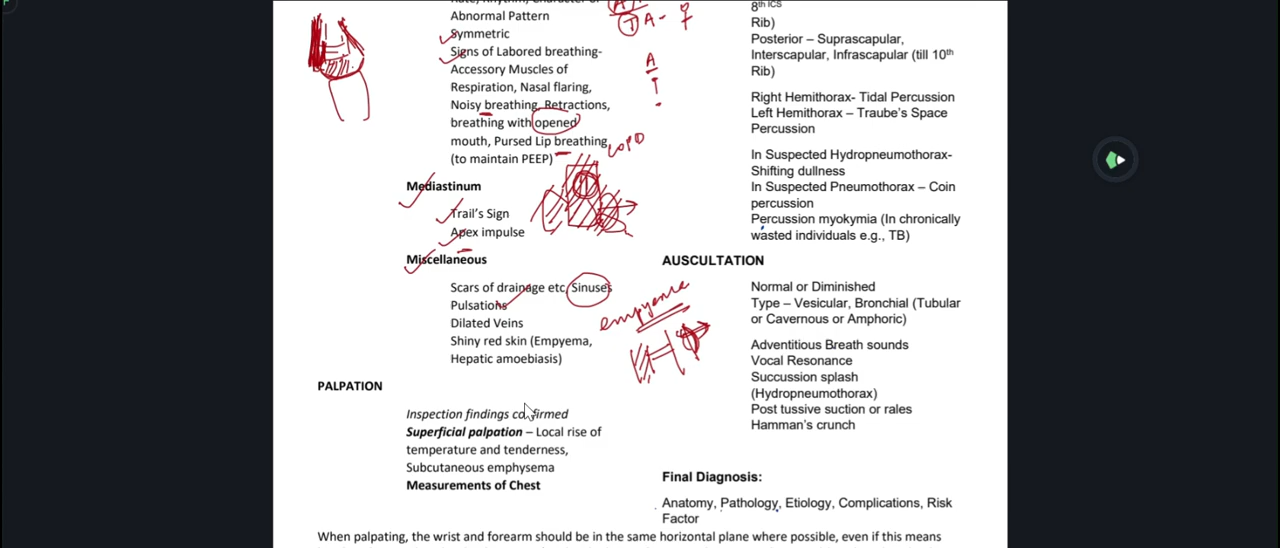 Abnormal Pattern
Symmetric
Signs of Labored breathing-
Accessory Muscles of
Respiration, Nasal flaring,
Noisy breathing, Retractions,
breathing with opened
mouth, Pursed Lip breathing
(to maintain PEEP)
COPD
Mediastinum
Trail's Sign
Apex impulse
Miscellaneous
Scars of drainage etc, Sinuses
Pulsations
Dilated Veins
Shiny red skin (Empyema,
Hepatic amoebiasis)
empyema
PALPATION
Inspection findings confirmed
Superficial palpation – Local rise of
temperature and tenderness,
Subcutaneous emphysema
Measurements of Chest
A
T A -
A
T
8th ICS
Rib)
Posterior – Suprascapular,
Interscapular, Infrascapular (till 10th
Rib)
Right Hemithorax- Tidal Percussion
Left Hemithorax – Traube's Space
Percussion
In Suspected Hydropneumothorax-
Shifting dullness
In Suspected Pneumothorax – Coin
percussion
Percussion myokymia (In chronically
wasted individuals e.g., TB)
AUSCULTATION
Normal or Diminished
Type – Vesicular, Bronchial (Tubular
or Cavernous or Amphoric)
Adventitious Breath sounds
Vocal Resonance
Succussion splash
(Hydropneumothorax)
Post tussive suction or rales
Hamman's crunch
Final Diagnosis:
Anatomy, Pathology, Etiology, Complications, Risk
Factor
When palpating, the wrist and forearm should be in the same horizontal plane where possible, even if this means